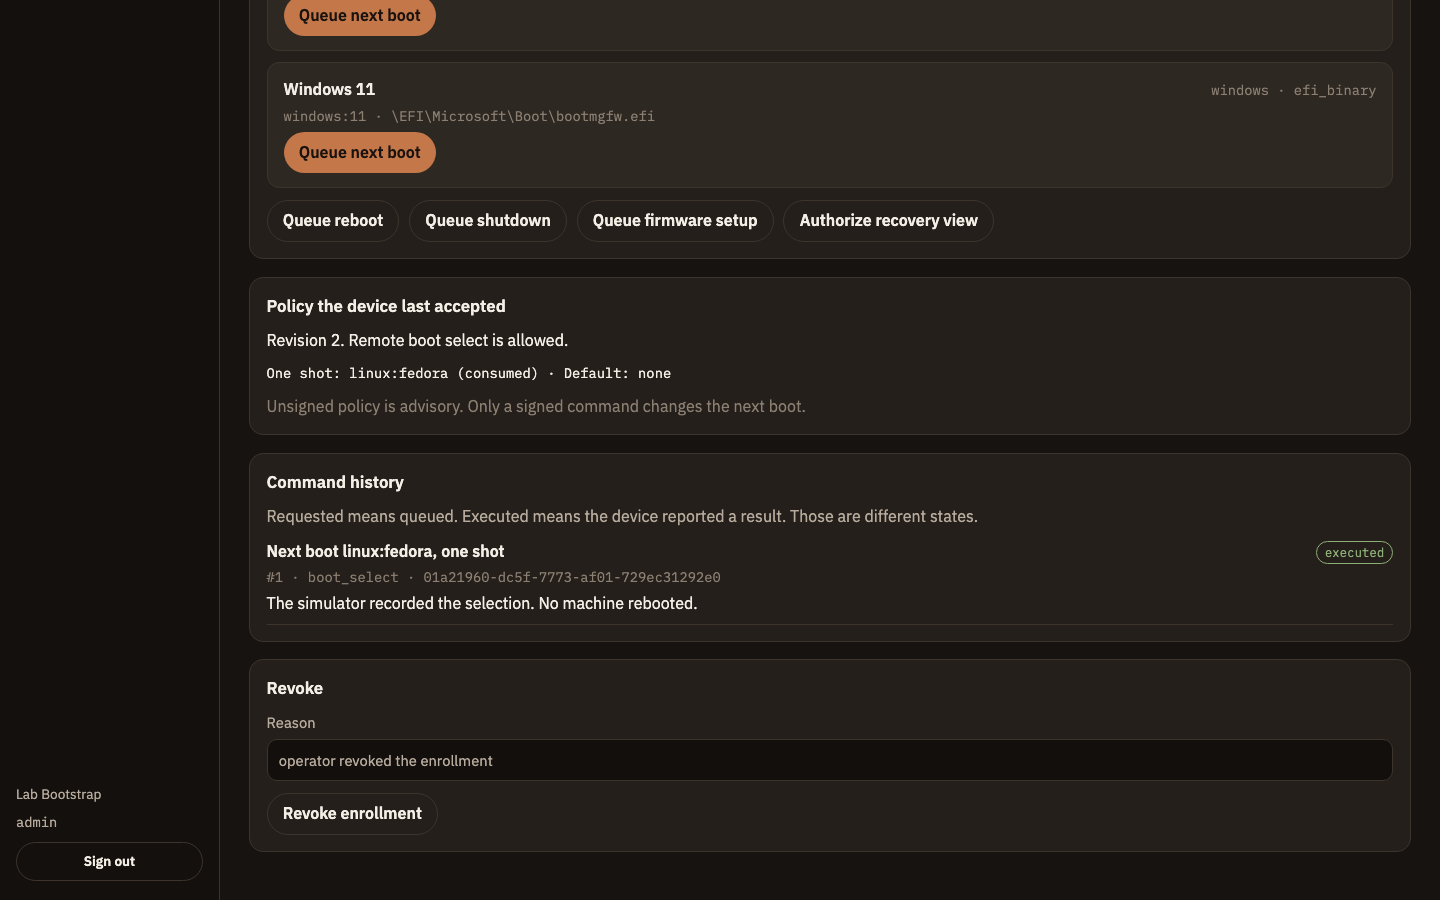 Queue next boot
Windows 11
windows · efi_binary
windows:11 · \EFI\Microsoft\Boot\bootmgfw.efi
Queue next boot
Queue reboot
Queue shutdown
Queue firmware setup
Authorize recovery view
Policy the device last accepted
Revision 2. Remote boot select is allowed.
One shot: linux:fedora (consumed) · Default: none
Unsigned policy is advisory. Only a signed command changes the next boot.
Command history
Requested means queued. Executed means the device reported a result. Those are different states.
Next boot linux:fedora, one shot
executed
#1 · boot_select · 01a21960-dc5f-7773-af01-729ec31292e0
The simulator recorded the selection. No machine rebooted.
Revoke
Reason
operator revoked the enrollment
Revoke enrollment
Lab Bootstrap
admin
Sign out